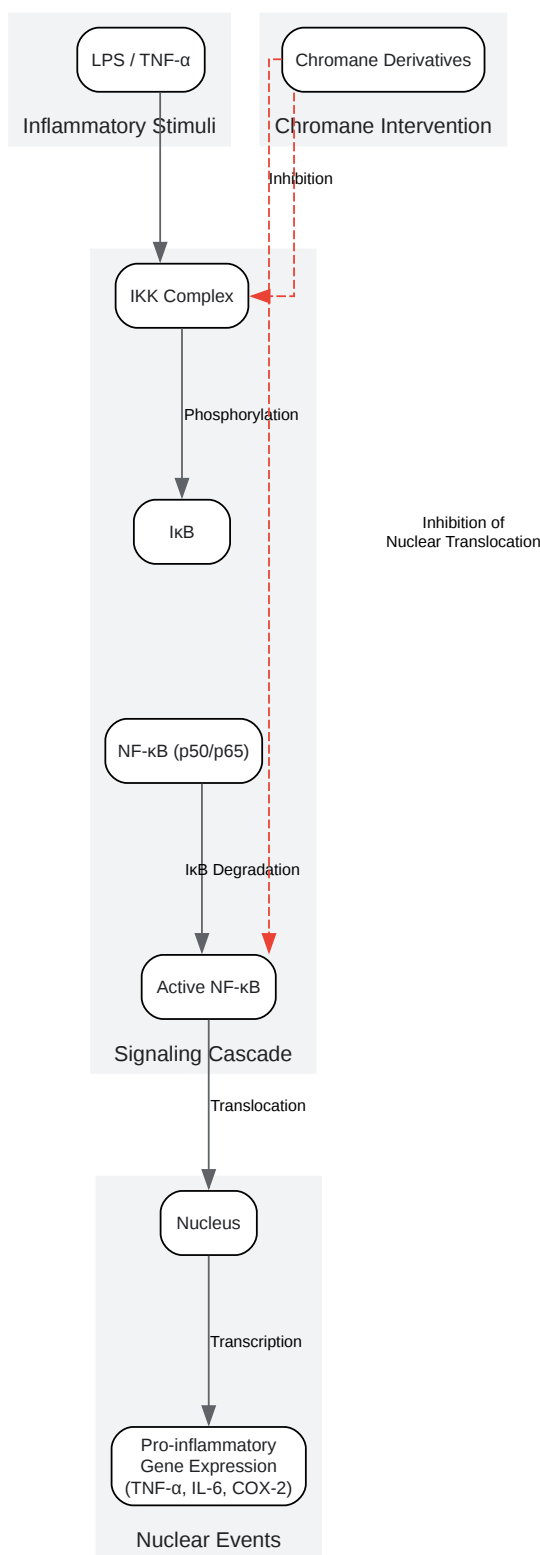 LPS / TNF-α
Chromane Derivatives
Inflammatory Stimuli
Chromane Intervention
Inhibition
IKK Complex
Phosphorylation
IκB
Inhibition of
Nuclear Translocation
NF-κB (p50/p65)
IκB Degradation
Active NF-κB
Signaling Cascade
Translocation
Nucleus
Transcription
Pro-inflammatory
Gene Expression
(TNF-α, IL-6, COX-2)
Nuclear Events